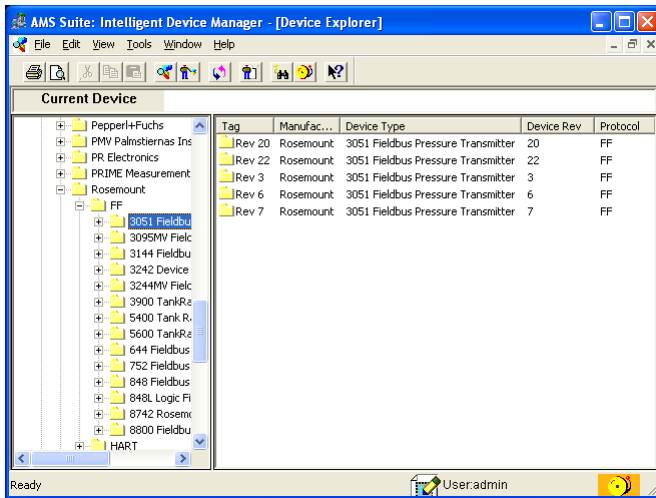 AMS Suite: Intelligent Device Manager - [Device Explorer]
File Edit View Tools Window Help
Current Device
Pepperl+Fuchs
PMV Palmstiernas Ins
PR Electronics
PRIME Measurement
Rosemount
FF
3051 Fieldbu
3095MV Fielc
3144 Fieldbu
3242 Device
3244MV Fiel
3900 TankRa
5400 Tank R
5600 TankRa
644 Fieldbus
752 Fieldbus
848 Fieldbus
848L Logic Fi
8742 Rosemo
8800 Fieldbu
HART
Tag Manufac... Device Type Device Rev Protocol
Rev 20 Rosemount 3051 Fieldbus Pressure Transmitter 20 FF
Rev 22 Rosemount 3051 Fieldbus Pressure Transmitter 22 FF
Rev 3 Rosemount 3051 Fieldbus Pressure Transmitter 3 FF
Rev 6 Rosemount 3051 Fieldbus Pressure Transmitter 6 FF
Rev 7 Rosemount 3051 Fieldbus Pressure Transmitter 7 FF
Ready User:admin